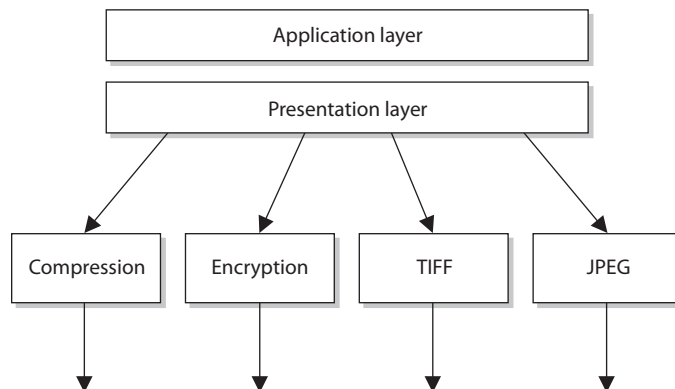 Application layer
Presentation layer
Compression
Encryption
TIFF
JPEG